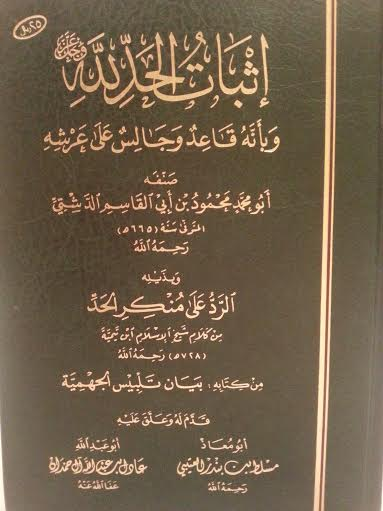 ٢٥ ريال
إثبات الحد لله عز وجل
وبأنه قاعد وجالس على عرشه
صنفه
أبو محمد محمود بن أبي القاسم الدشتي
المتوفى سنة (٦٦٥هـ)
رحمه الله
وبذيله
الرد على منكر الحد
من كلام شيخ الإسلام ابن تيمية
(٧٢٨هـ) رحمه الله
من كتابه: بيان تلبيس الجهمية
قدم له وعلق عليه
أبو معاذ
مسلط بن بندر العتيبي
رحمه الله
أبو عبد الله
عادل بن عبد الله آل حمدان
عفا الله عنه